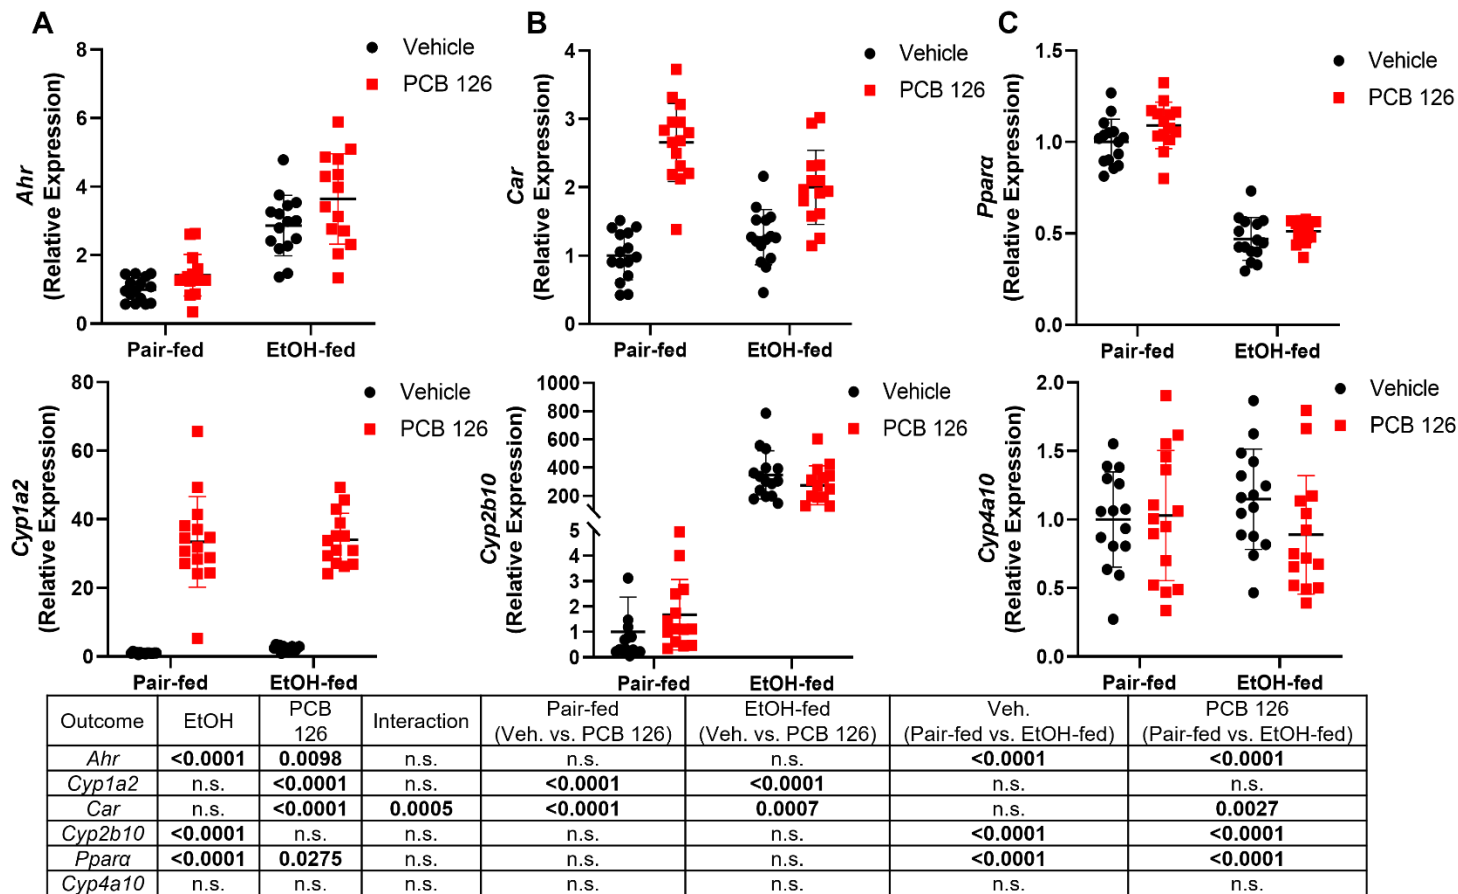 A
Vehicle
PCB 126
8
6
4
2
0
Ahr
(Relative Expression)
Pair-fed
EtOH-fed
B
Vehicle
PCB 126
4
3
2
1
0
Car
(Relative Expression)
Pair-fed
EtOH-fed
C
Vehicle
PCB 126
1.5
1.0
0.5
0.0
Pparα
(Relative Expression)
Pair-fed
EtOH-fed
Vehicle
PCB 126
80
60
40
20
0
Cyp1a2
(Relative Expression)
Pair-fed
EtOH-fed
Vehicle
PCB 126
1000
800
600
400
200
5
4
3
2
1
0
Cyp2b10
(Relative Expression)
Pair-fed
EtOH-fed
Vehicle
PCB 126
2.0
1.5
1.0
0.5
0.0
Cyp4a10
(Relative Expression)
Pair-fed
EtOH-fed
Outcome EtOH PCB 126 Interaction Pair-fed (Veh. vs. PCB 126) EtOH-fed (Veh. vs. PCB 126) Veh. (Pair-fed vs. EtOH-fed) PCB 126 (Pair-fed vs. EtOH-fed)
Ahr <0.0001 0.0098 n.s. n.s. n.s. <0.0001 <0.0001
Cyp1a2 n.s. <0.0001 n.s. <0.0001 <0.0001 n.s. n.s.
Car n.s. <0.0001 0.0005 <0.0001 0.0007 n.s. 0.0027
Cyp2b10 <0.0001 n.s. n.s. n.s. n.s. <0.0001 <0.0001
Pparα <0.0001 0.0275 n.s. n.s. n.s. <0.0001 <0.0001
Cyp4a10 n.s. n.s. n.s. n.s. n.s. n.s. n.s.